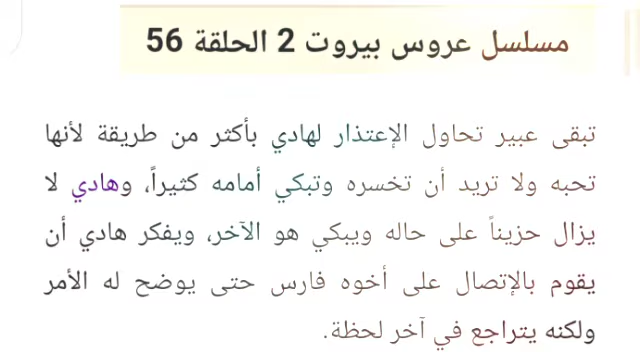 مسلسل عروس بيروت 2 الحلقة 56
تبقى عبير تحاول الإعتذار لهادي بأكثر من طريقة لأنها
تحبه ولا تريد أن تخسره وتبكي أمامه كثيراً، وهادي لا
يزال حزيناً على حاله ويبكي هو الآخر، ويفكر هادي أن
يقوم بالإتصال على أخوه فارس حتى يوضح له الأمر
ولكنه يتراجع في آخر لحظة.